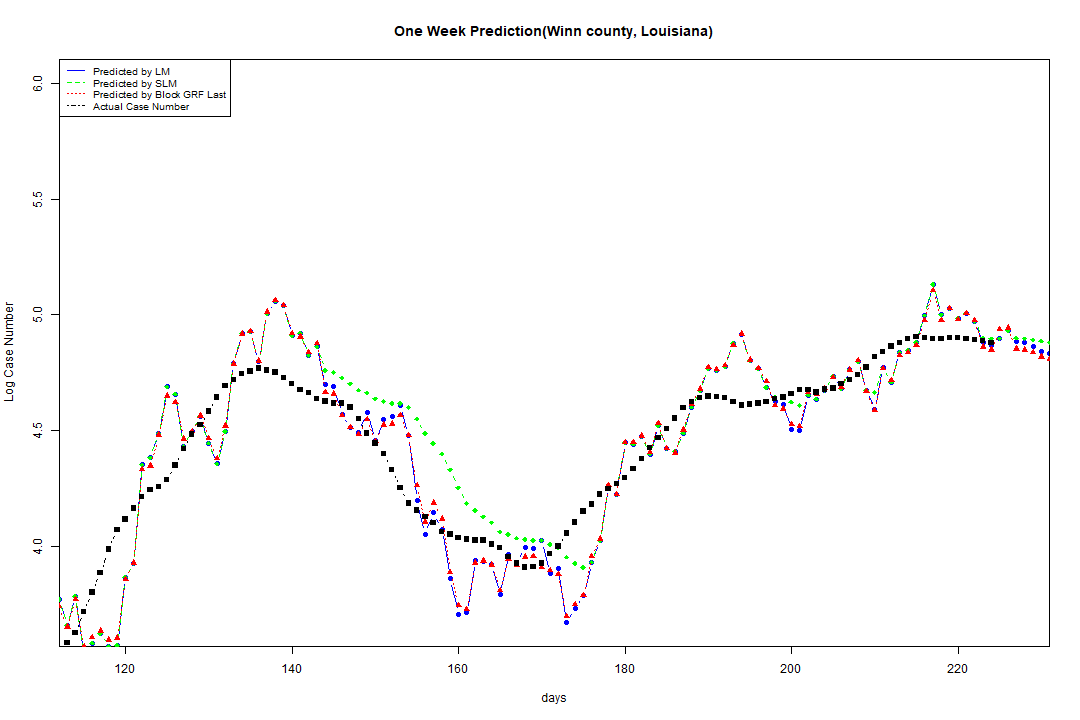 One Week Prediction(Winn county, Louisiana)
Predicted by LM
Predicted by SLM
Predicted by Block GRF Last
Actual Case Number
6.0
5.5
5.0
4.5
4.0
Log Case Number
120 140 160 180 200 220
days